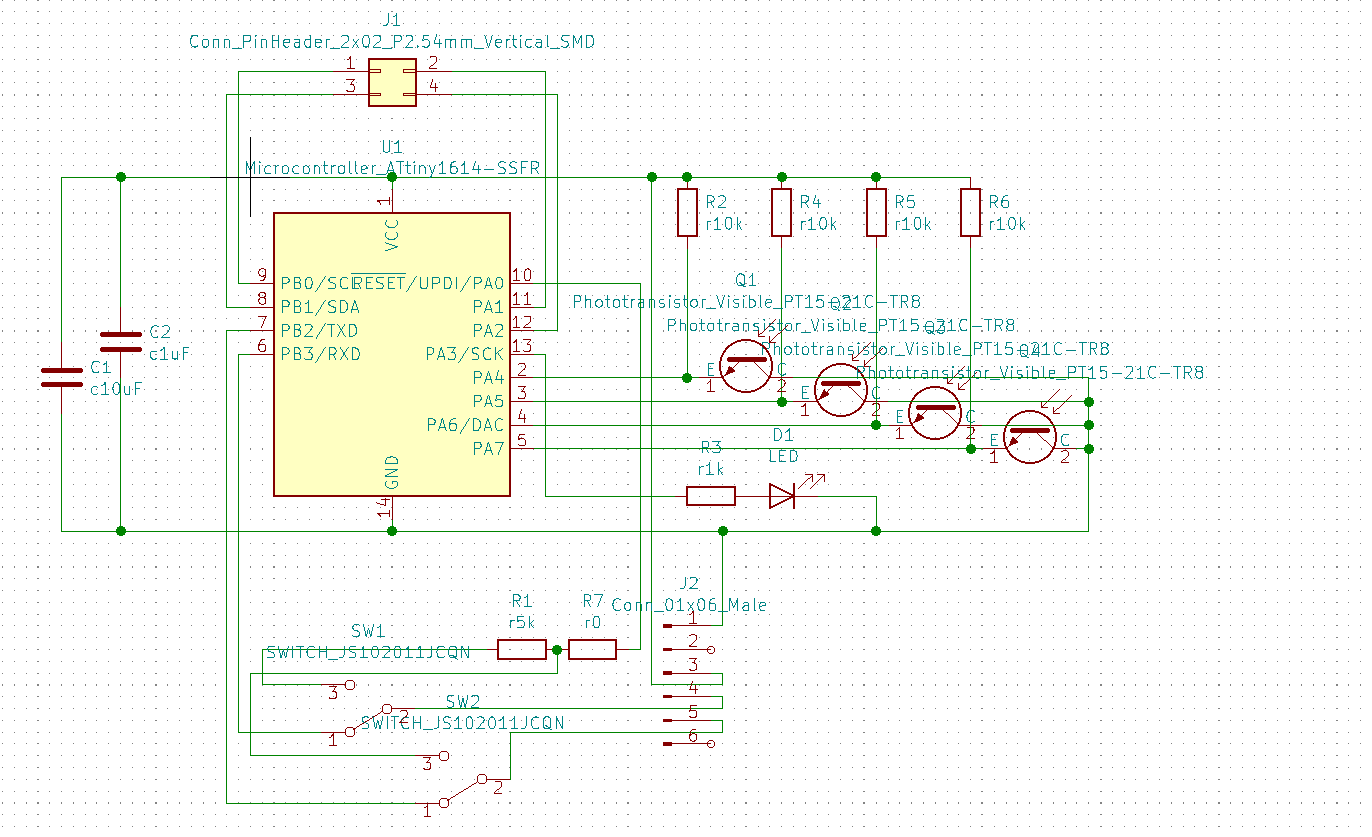 J1
Conn_PinHeader_2x02_P2.54mm_Vertical_SMD
1 2
3 4
U1
Microcontroller_ATtiny1614-SSFR
1
VCC
R2
r10k
R4
r10k
R5
r10k
R6
r10k
9 PB0/SCL RESET/UPDI/PA0 10
8 PB1/SDA PA1 11
7 PB2/TXD PA2 12
6 PB3/RXD PA3/SCK 13
PA4 2
PA5 3
PA6/DAC 4
PA7 5
GND
14
C2
c1uF
C1
c10uF
Q1
Phototransistor_Visible_PT15-21C-TR8
E C
1 2
Q2
Phototransistor_Visible_PT15-21C-TR8
E C
1 2
Q3
Phototransistor_Visible_PT15-21C-TR8
E C
1 2
Q4
Phototransistor_Visible_PT15-21C-TR8
E C
1 2
D1
LED
R3
r1k
J2
Conn_01x06_Male
1
2
3
4
5
6
R1
r5k
R7
r0
SW1
SWITCH_JS102011JCQN
3
2
1
SW2
SWITCH_JS102011JCQN
3
2
1